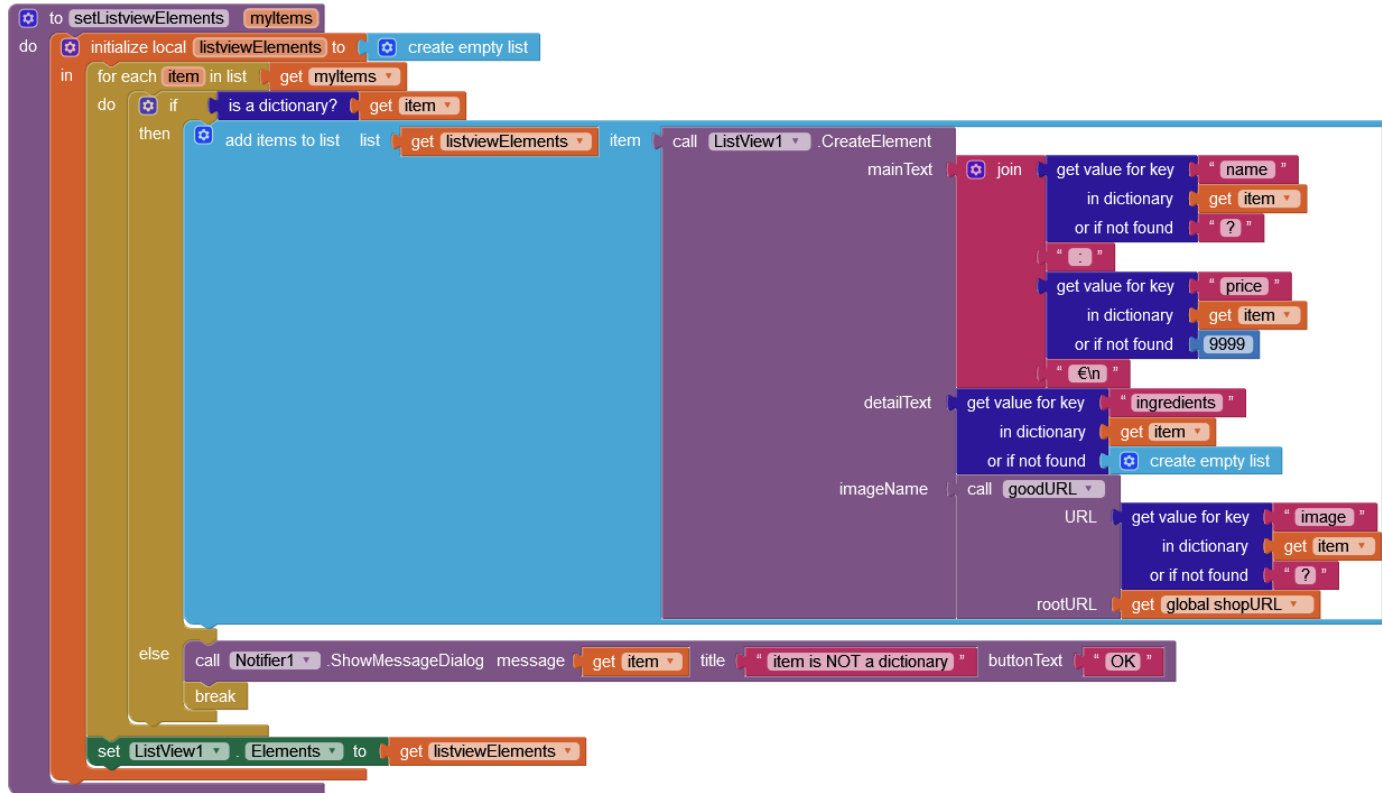 to setListviewElements myItems
do initialize local listviewElements to create empty list
in for each item in list get myItems
do if is a dictionary? get item
then add items to list list get listviewElements item call ListView1 .CreateElement
mainText join get value for key " name "
in dictionary get item
or if not found " ? "
" : "
get value for key " price "
in dictionary get item
or if not found 9999
" €\n "
detailText get value for key " ingredients "
in dictionary get item
or if not found create empty list
imageName call goodURL
URL get value for key " image "
in dictionary get item
or if not found " ? "
rootURL get global shopURL
else call Notifier1 .ShowMessageDialog message get item title " item is NOT a dictionary " buttonText " OK "
break
set ListView1 . Elements to get listviewElements